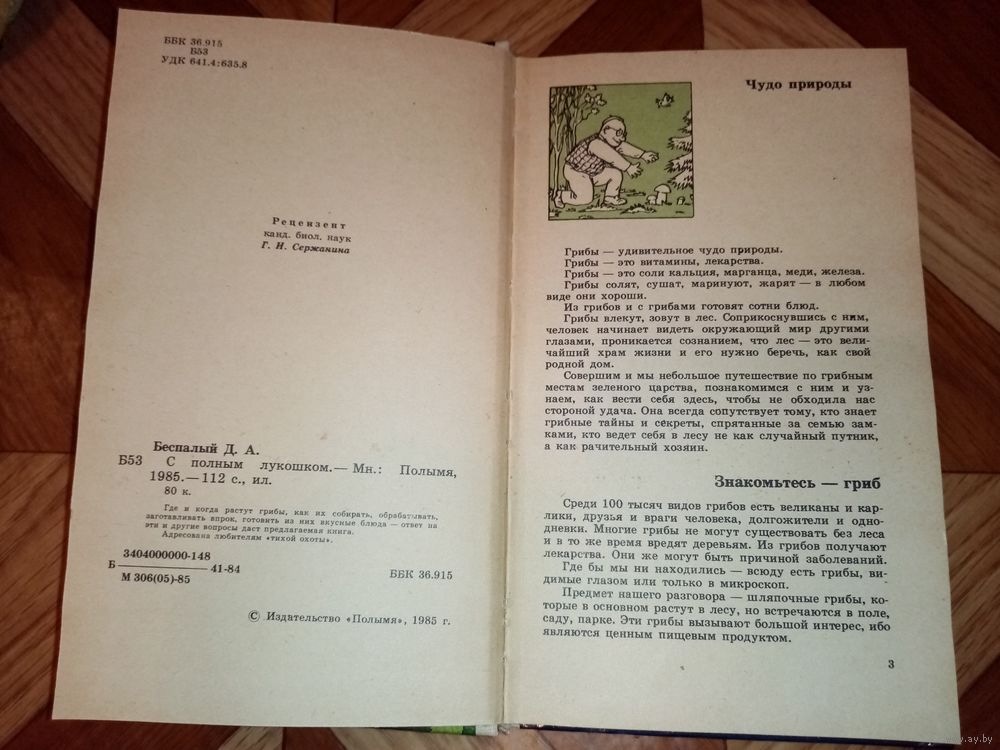 ББК 36.915
Б53
УДК 641.4:635.8
Рецензент
канд. биол. наук
Г. И. Сержанина
Беспалый Д. А.
Б53 С полным лукошком.— Мн.: Полымя,
1985.— 112 с., ил.
80 к.
Где и когда растут грибы, как их собирать, обрабатывать,
заготавливать впрок, готовить из них вкусные блюда — ответ на
эти и другие вопросы даст предлагаемая книга.
Адресована любителям «тихой охоты».
3404000000-148
Б — 41-84
М 306(05)-85
ББК 36.915
© Издательство «Полымя», 1985 г.
Чудо природы
Грибы — удивительное чудо природы.
Грибы — это витамины, лекарства.
Грибы — это соли кальция, марганца, меди, железа.
Грибы солят, сушат, маринуют, жарят — в любом
виде они хороши.
Из грибов и с грибами готовят сотни блюд.
Грибы влекут, зовут в лес. Соприкоснувшись с ним,
человек начинает видеть окружающий мир другими
глазами, проникается сознанием, что лес — это вели-
чайший храм жизни и его нужно беречь, как свой
родной дом.
Совершим и мы небольшое путешествие по грибным
местам зеленого царства, познакомимся с ним и уз-
наем, как вести себя здесь, чтобы не обходила нас
стороной удача. Она всегда сопутствует тому, кто знает
грибные тайны и секреты, спрятанные за семью зам-
ками, кто ведет себя в лесу не как случайный путник,
а как рачительный хозяин.
Знакомьтесь — гриб
Среди 100 тысяч видов грибов есть великаны и кар-
лики, друзья и враги человека, долгожители и одно-
дневки. Многие грибы не могут существовать без леса
и в то же время вредят деревьям. Из грибов получают
лекарства. Они же могут быть причиной заболеваний.
Где бы мы ни находились — всюду есть грибы, ви-
димые глазом или только в микроскоп.
Предмет нашего разговора — шляпочные грибы, ко-
торые в основном растут в лесу, но встречаются в поле,
саду, парке. Эти грибы вызывают большой интерес, ибо
являются ценным пищевым продуктом.
3